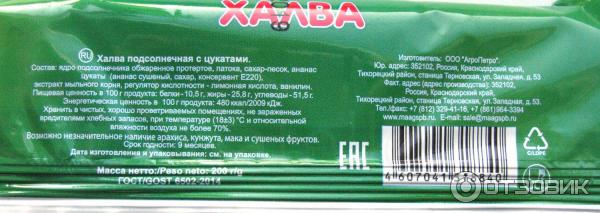 ХАЛВА
RU Халва подсолнечная с цукатами.
Состав: ядро подсолнечника обжаренное протертое, патока, сахар-песок, ананас
цукаты (ананас сушеный, сахар, консервант Е220),
экстракт мыльного корня, регулятор кислотности - лимонная кислота, ванилин.
Пищевая ценность в 100 г продукта: белки -10,5 г, жиры -25,8 г, углеводы -51,5 г.
Энергетическая ценность в 100 г продукта: 480 ккал/2009 кДж.
Хранить в чистых, хорошо проветриваемых помещениях, не зараженных
вредителями хлебных запасов, при температуре (18±3) °С и относительной
влажности воздуха не более 70%.
Возможно незначительное наличие арахиса, кунжута, мака и сушеных фруктов.
Срок годности: 9 месяцев.
Дата изготовления и упаковывания: см. на упаковке.
Масса нетто:/Peso neto: 200 г/g
ГОСТ/GOST 6502-2014
Изготовитель: ООО "АгроПетро".
Юр. адрес: 352102, Россия, Краснодарский край,
Тихорецкий район, станица Терновская, ул. Западная, д. 53
Факт. адрес (адрес производства): 352102,
Россия, Краснодарский край,
Тихорецкий район, станица Терновская, ул. Западная, д. 53
Тел: +7 (812) 329-41-16, +7 (861)964-3394
www.maagspb.ru, E-mail: sale@maagspb.ru
EAC
C/LDPE
4607041
ОТЗОВИК